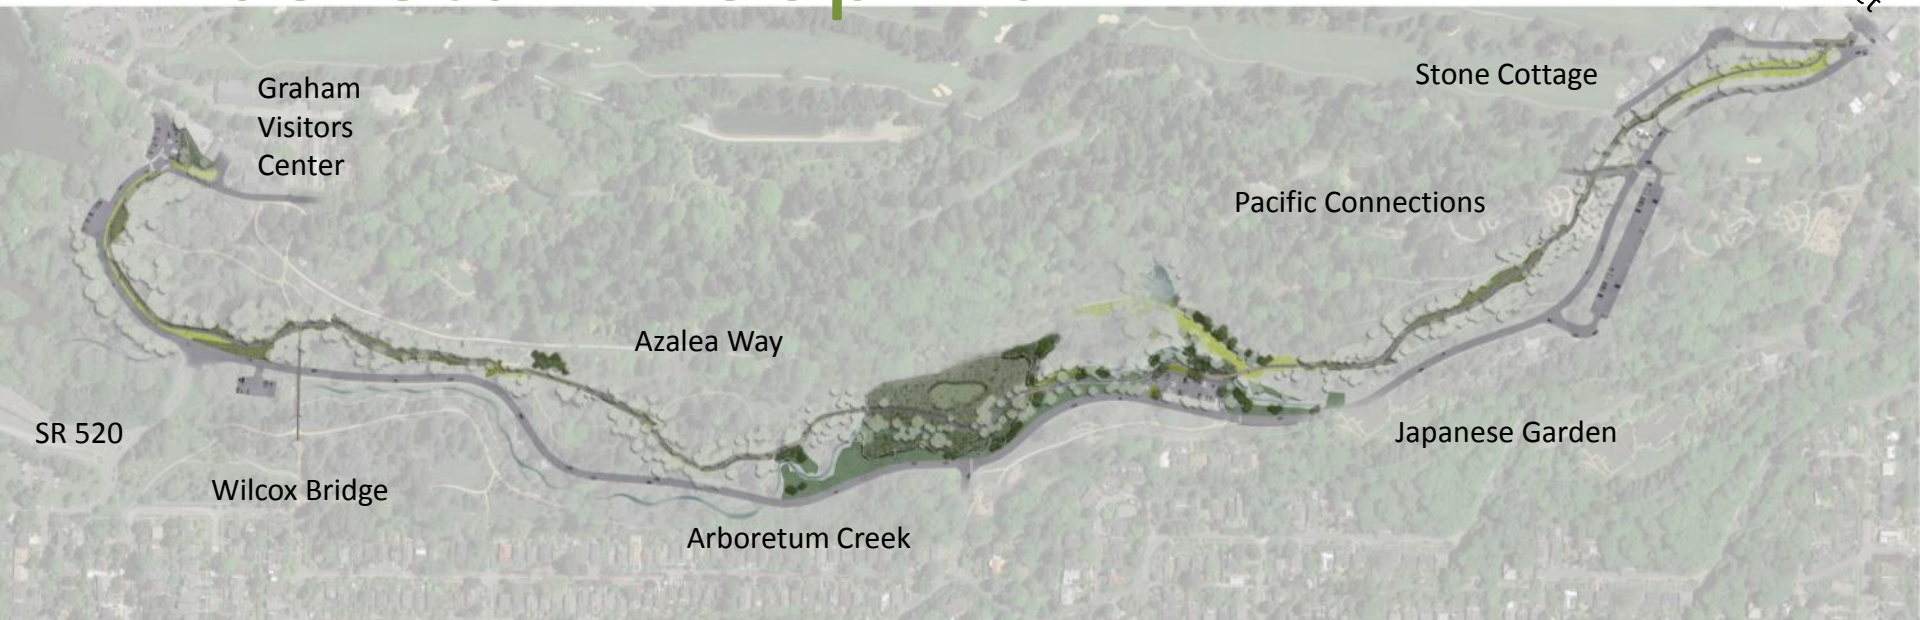 Stone Cottage
Graham
Visitors
Center
Pacific Connections
Azalea Way
SR 520
Japanese Garden
Wilcox Bridge
Arboretum Creek